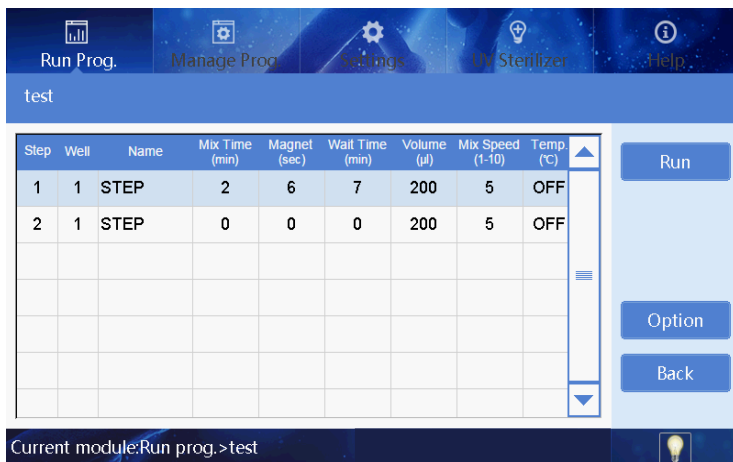 Run Prog. Manage Prog. Settings UV Sterilizer Help
test
Step Well Name Mix Time (min) Magnet (sec) Wait Time (min) Volume (μl) Mix Speed (1-10) Temp. (℃)
1 1 STEP 2 6 7 200 5 OFF
2 1 STEP 0 0 0 200 5 OFF
Run
Option
Back
Current module:Run prog.>test